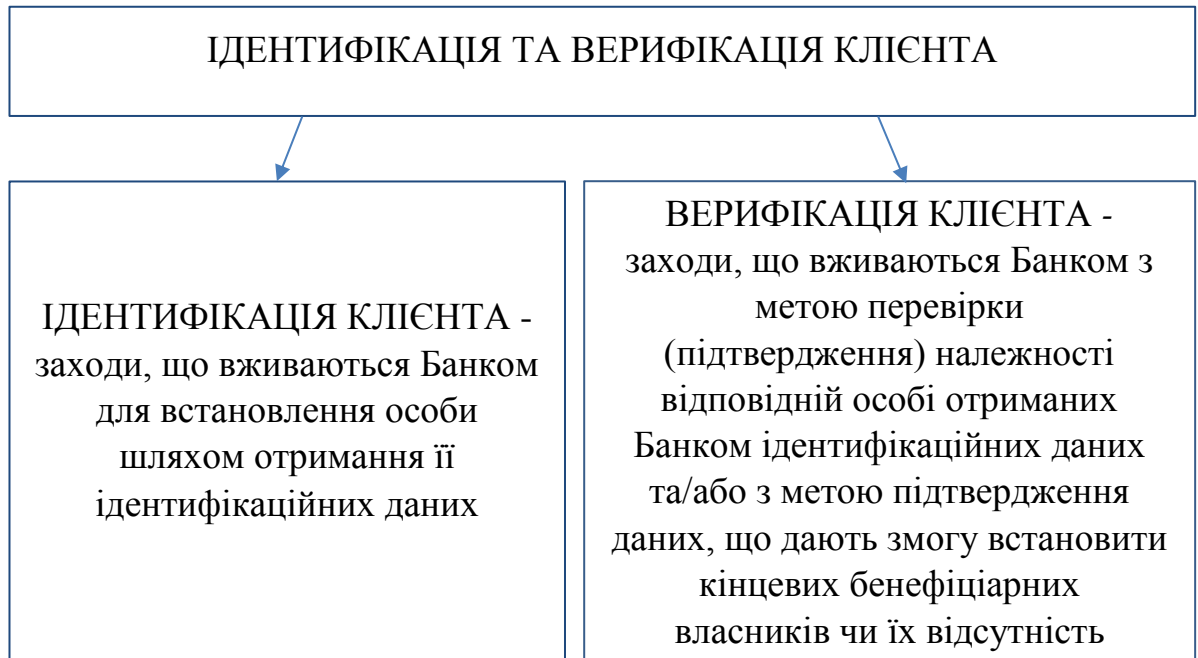 ІДЕНТИФІКАЦІЯ ТА ВЕРИФІКАЦІЯ КЛІЄНТА
ІДЕНТИФІКАЦІЯ КЛІЄНТА -
заходи, що вживаються Банком
для встановлення особи
шляхом отримання її
ідентифікаційних даних
ВЕРИФІКАЦІЯ КЛІЄНТА -
заходи, що вживаються Банком з
метою перевірки
(підтвердження) належності
відповідній особі отриманих
Банком ідентифікаційних даних
та/або з метою підтвердження
даних, що дають змогу встановити
кінцевих бенефіціарних
власників чи їх відсутність